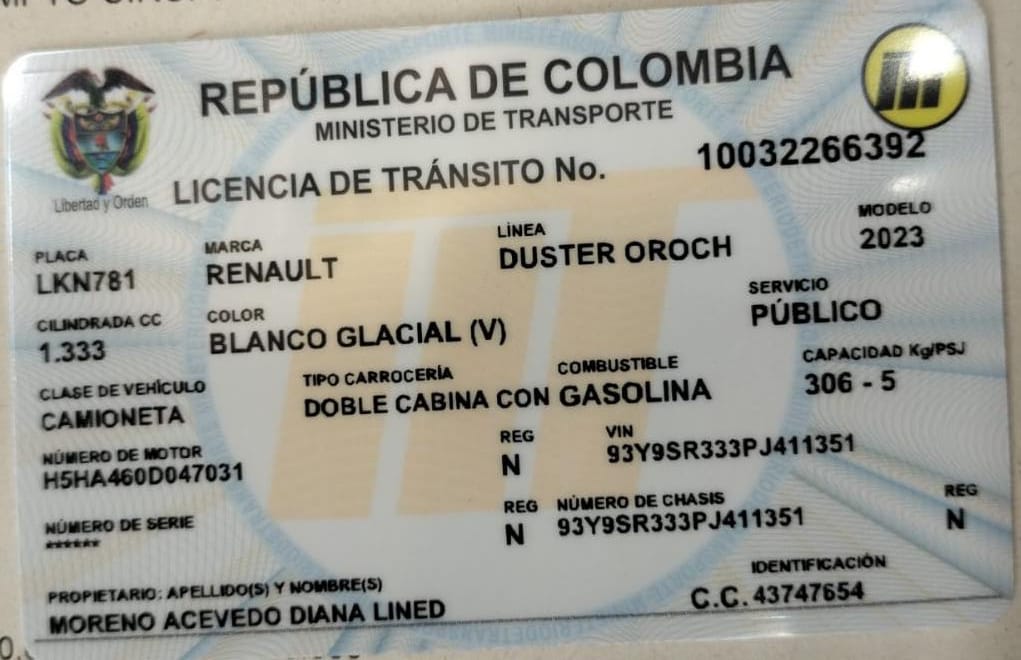 REPÚBLICA DE COLOMBIA
MINISTERIO DE TRANSPORTE
Libertad y Orden
LICENCIA DE TRÁNSITO No. 10032266392
PLACA MARCA LÍNEA MODELO
LKN781 RENAULT DUSTER OROCH 2023
CILINDRADA CC COLOR SERVICIO
1.333 BLANCO GLACIAL (V) PÚBLICO
CLASE DE VEHÍCULO TIPO CARROCERÍA COMBUSTIBLE CAPACIDAD Kg/PSJ
CAMIONETA DOBLE CABINA CON GASOLINA 306 - 5
NÚMERO DE MOTOR REG VIN
H5HA460D047031 N 93Y9SR333PJ411351
NÚMERO DE SERIE REG NÚMERO DE CHASIS REG
****** N 93Y9SR333PJ411351 N
PROPIETARIO: APELLIDO(S) Y NOMBRE(S) IDENTIFICACIÓN
MORENO ACEVEDO DIANA LINED C.C. 43747654